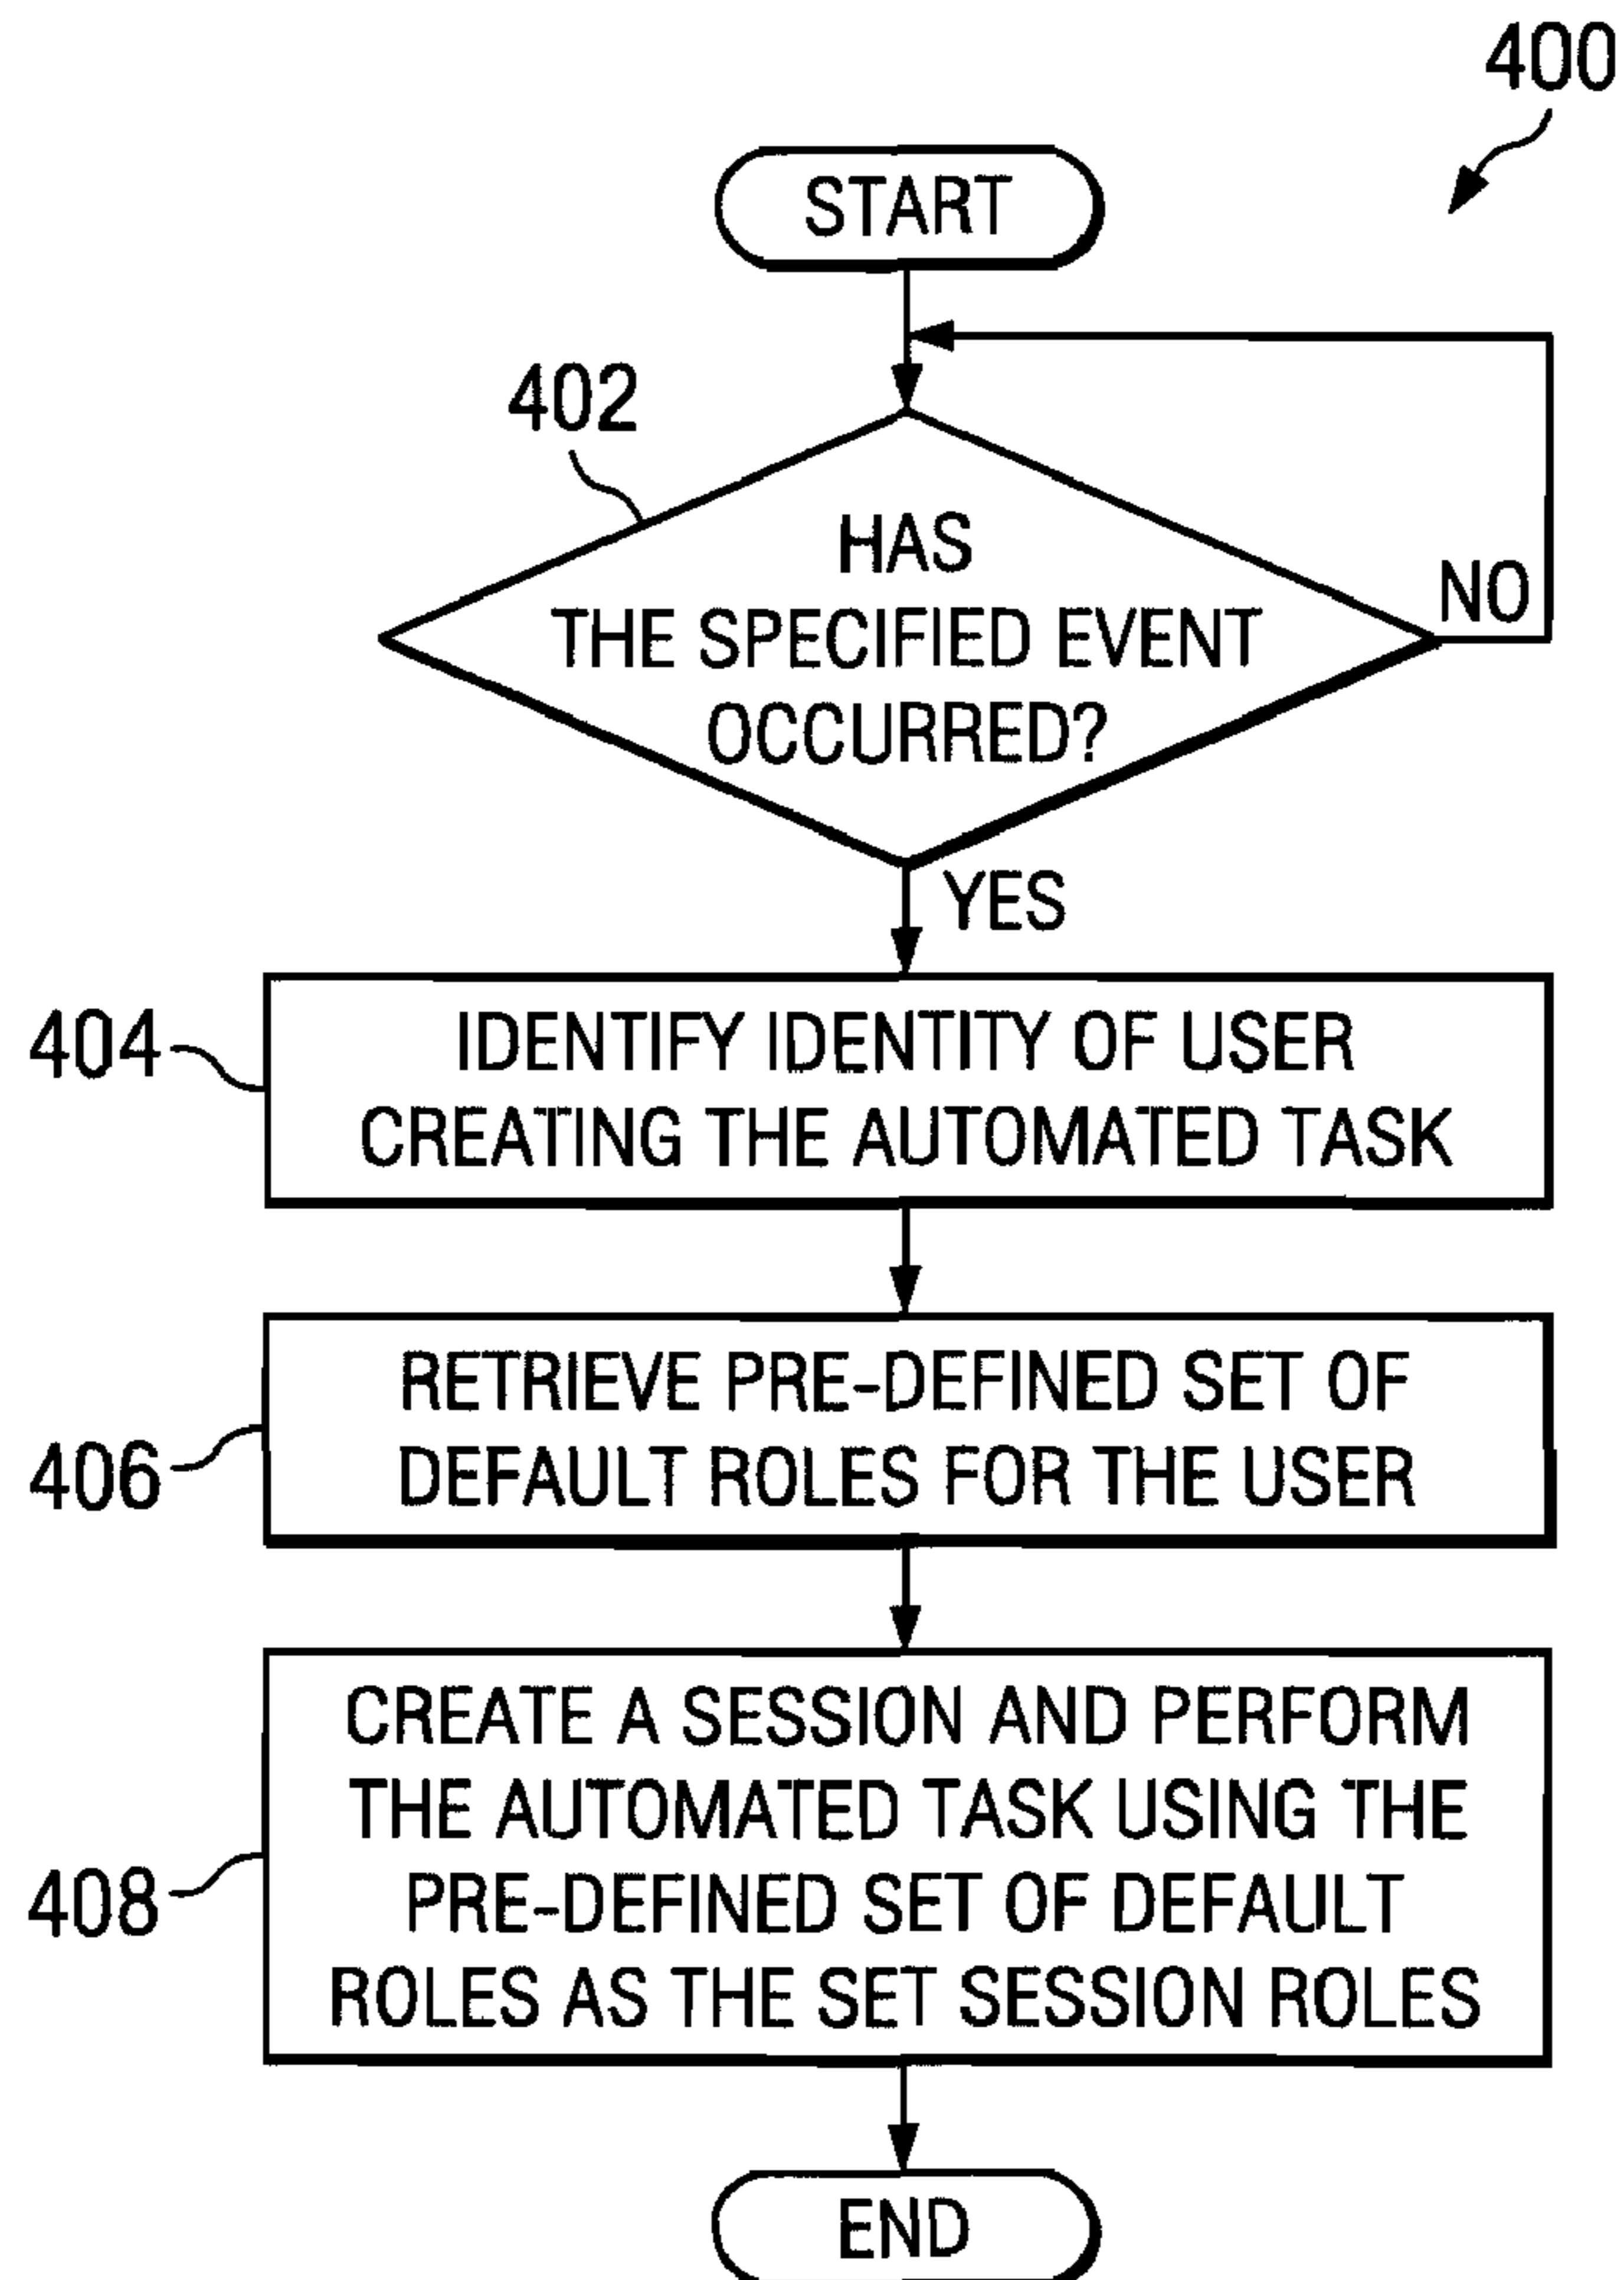 400
START
402
HAS
THE SPECIFIED EVENT
OCCURRED?
NO
YES
404
IDENTIFY IDENTITY OF USER
CREATING THE AUTOMATED TASK
406
RETRIEVE PRE-DEFINED SET OF
DEFAULT ROLES FOR THE USER
408
CREATE A SESSION AND PERFORM
THE AUTOMATED TASK USING THE
PRE-DEFINED SET OF DEFAULT
ROLES AS THE SET SESSION ROLES
END